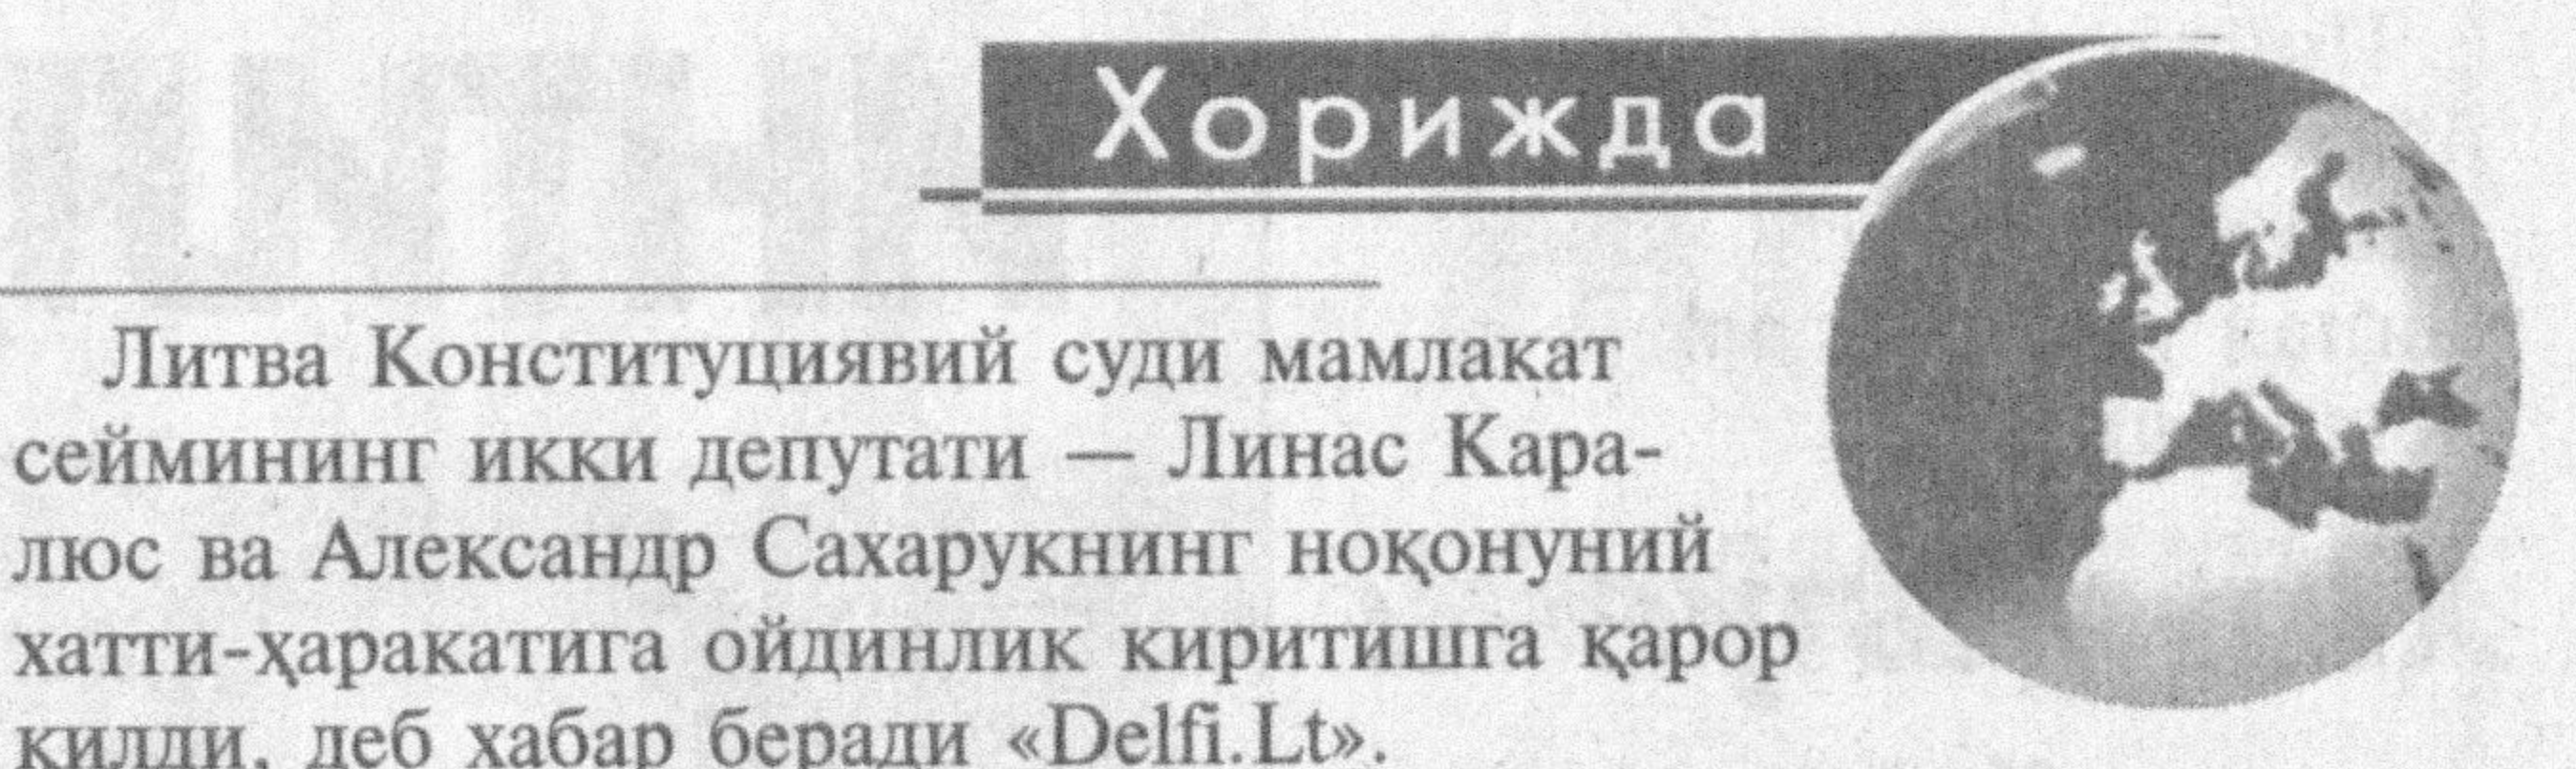 Хорижда
Литва Конституциявий суди мамлакат
сеймининг икки депутати — Линас Кара-
люс ва Александр Сахарукнинг ноқонуний
хатти-ҳаракатига ойдинлик киритишга қарор
қилди, деб хабар беради «Delfi.Lt».